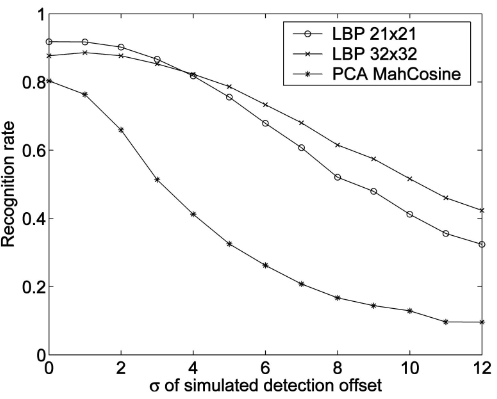 1
0.8
0.6
0.4
0.2
0
Recognition rate
LBP 21x21
LBP 32x32
PCA MahCosine
0 2 4 6 8 10 12
σ of simulated detection offset